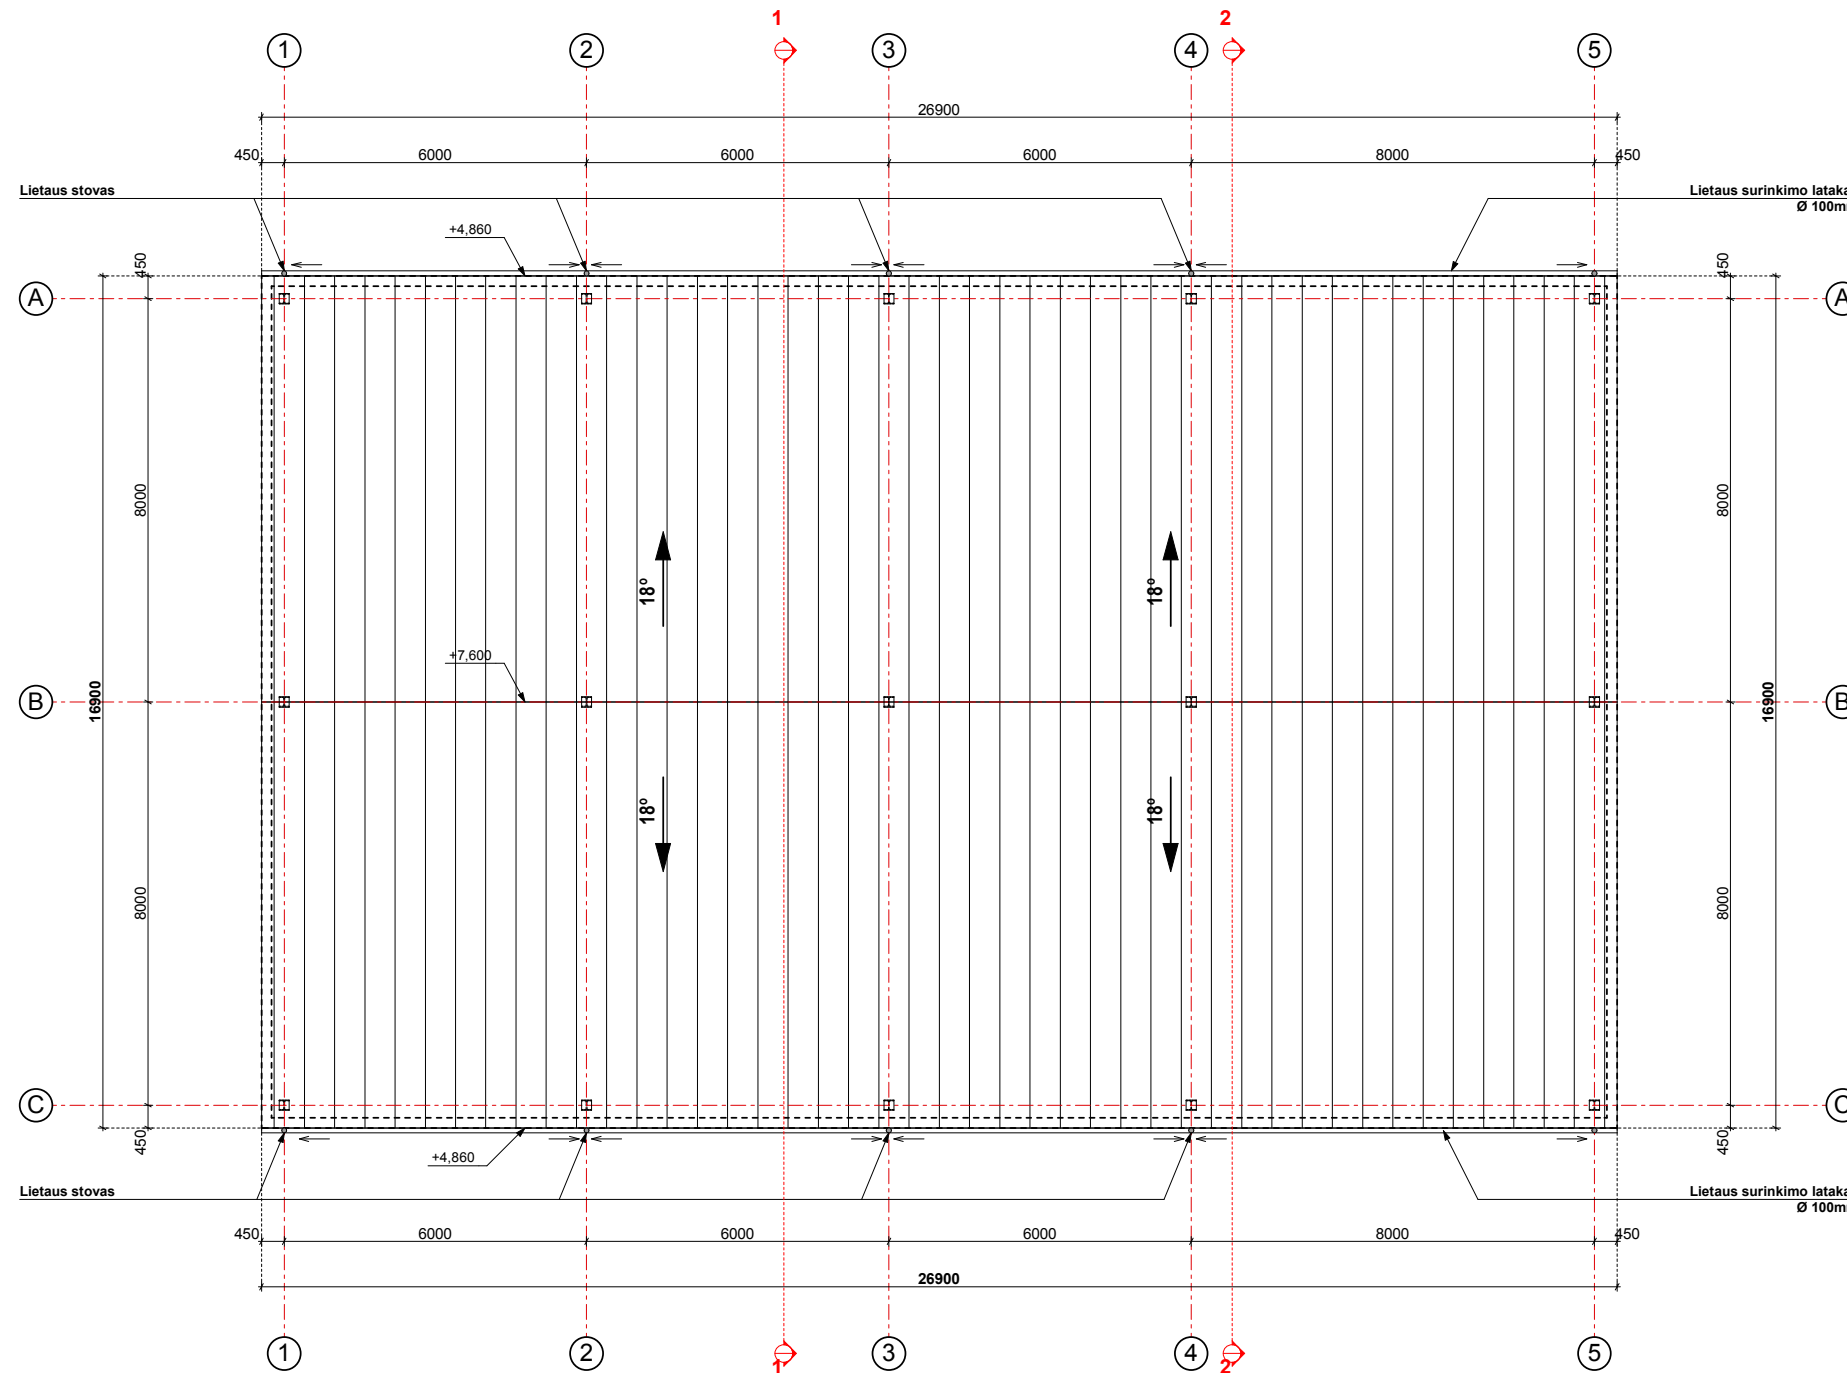 1 2
1 2 3 4 5
26900
450 6000 6000 6000 8000 450
Lietaus stovas
Lietaus surinkimo lataka
Ø 100m
+4,860
450 450
A A
8000 8000
18° 18°
+7,600
B B
16900 16900
18° 18°
8000 8000
C C
450 450
+4,860
Lietaus stovas
Lietaus surinkimo lataka
Ø 100m
450 6000 6000 6000 8000 450
26900
1 2 3 4 5
1 2